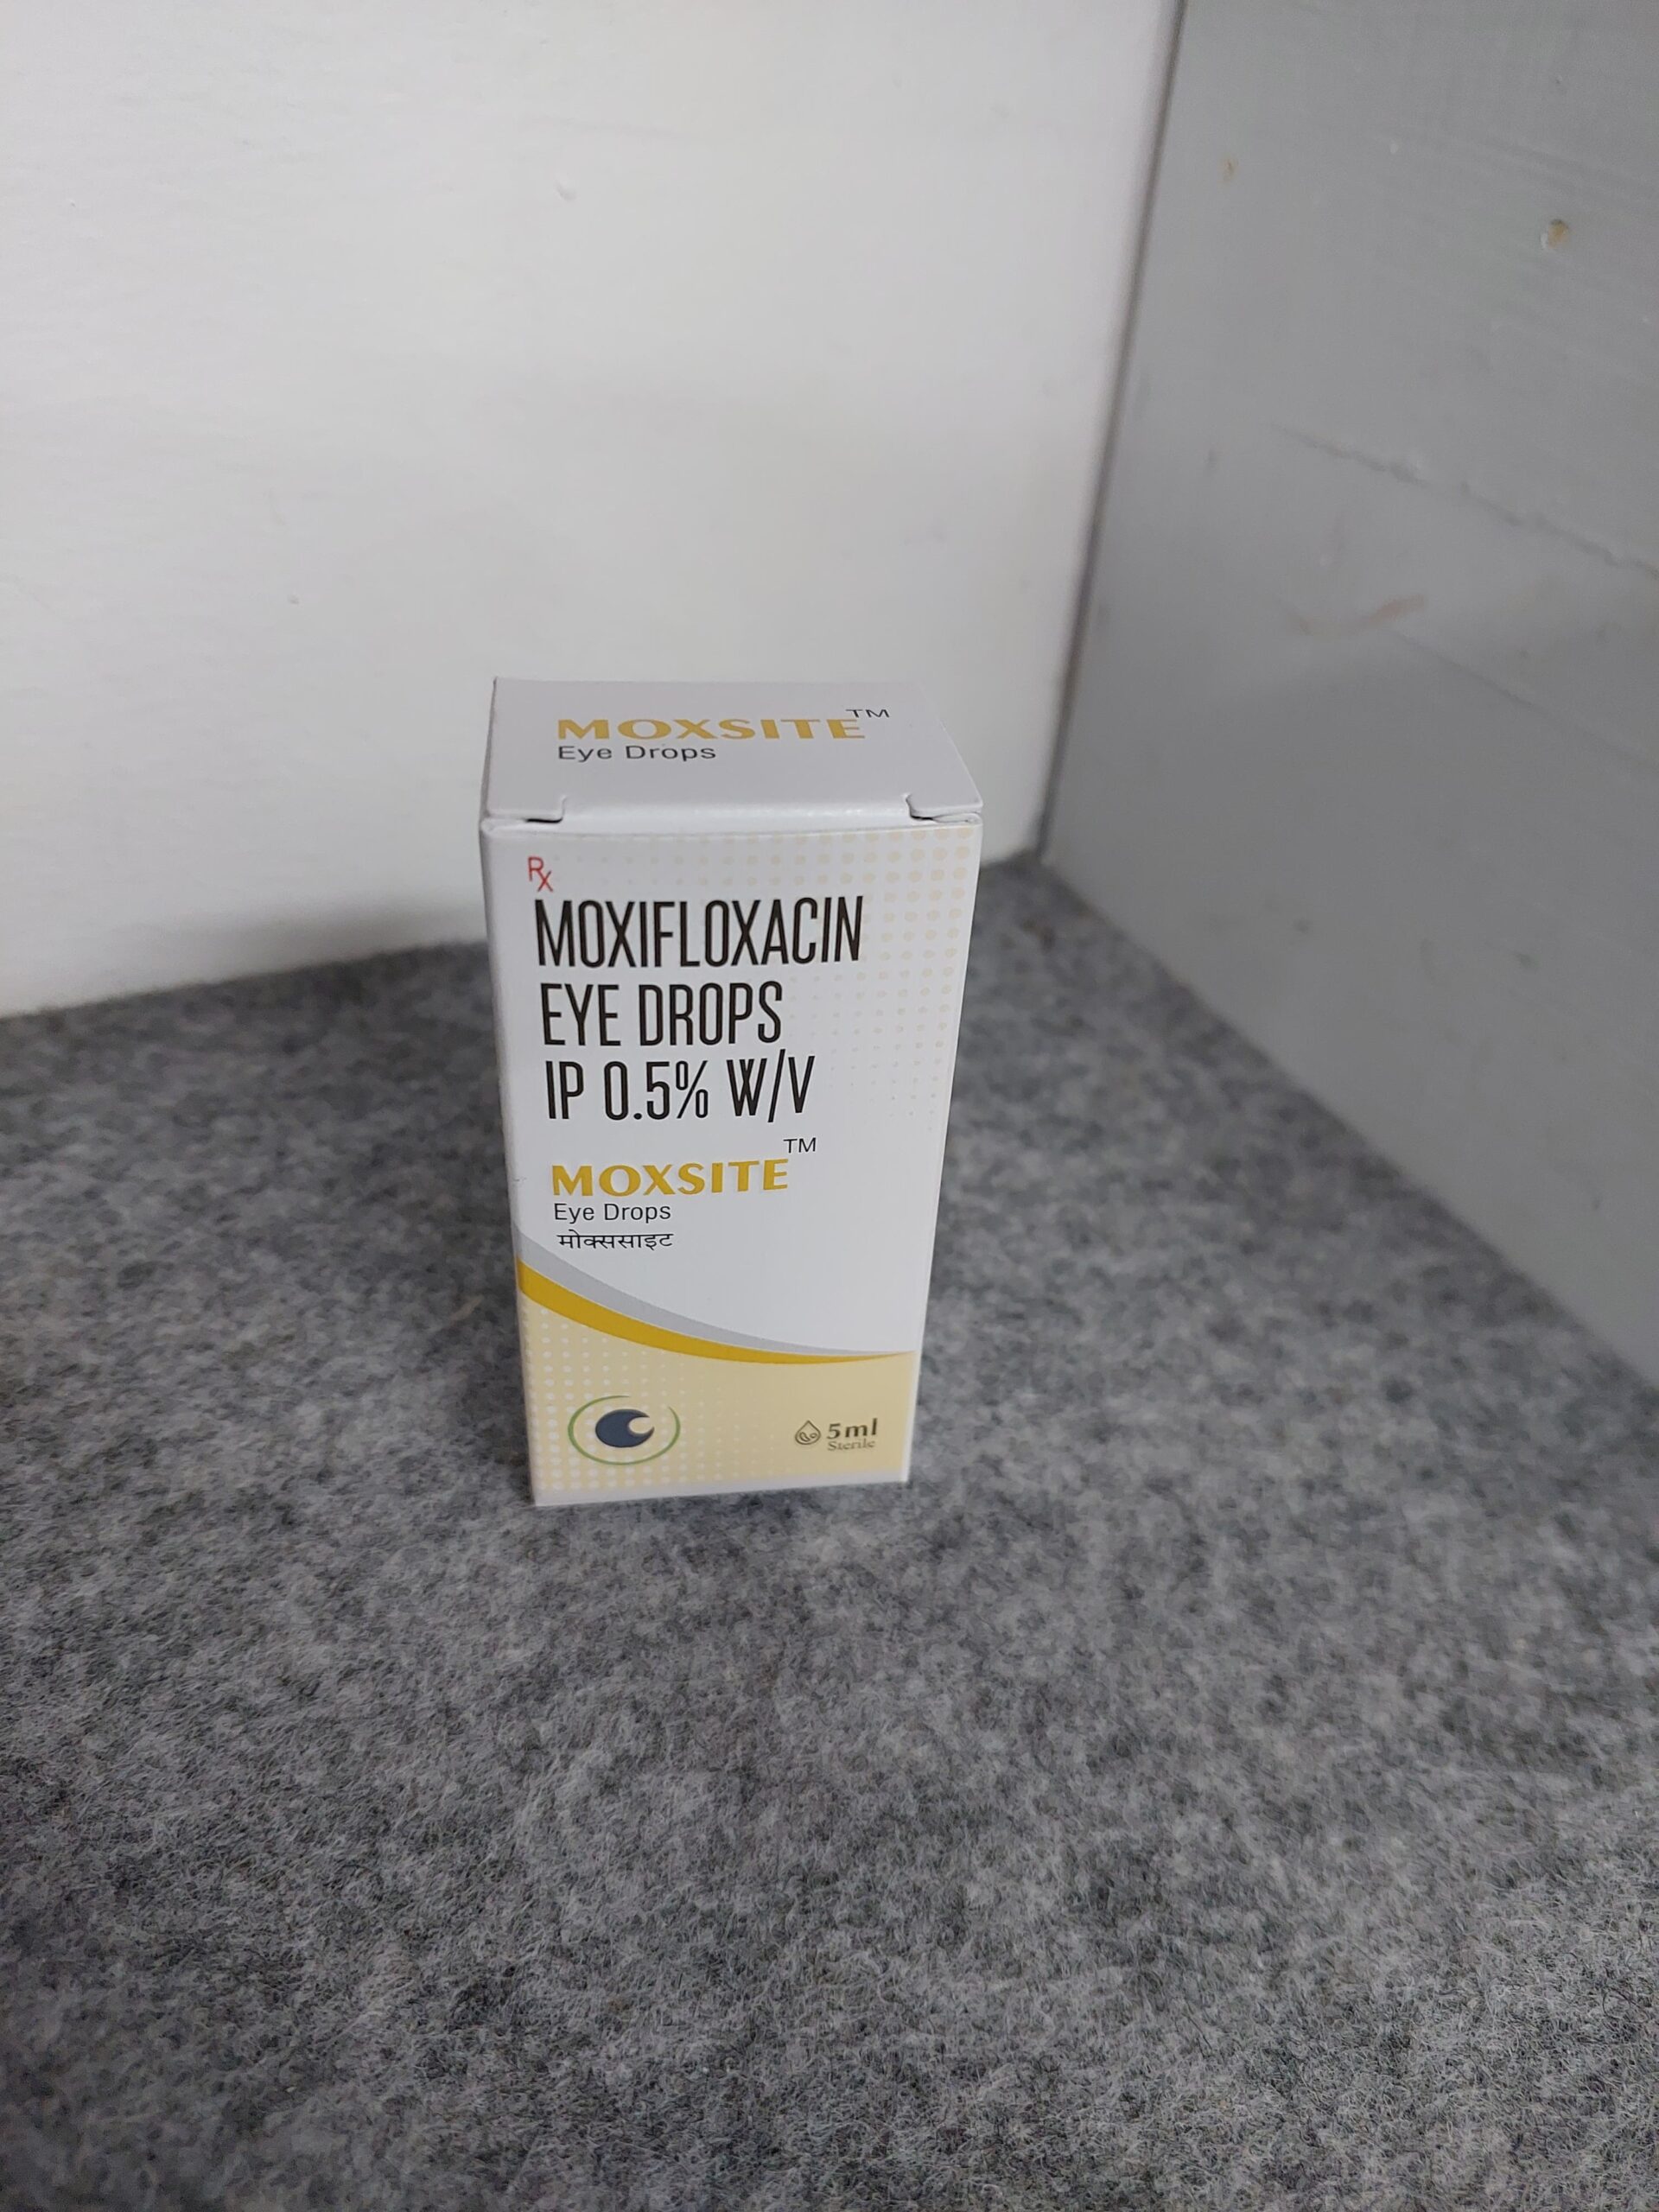 MOXSITE™
Eye Drops
Rx
MOXIFLOXACIN
EYE DROPS
IP 0.5% W/V
MOXSITE™
Eye Drops
मोक्ससाइट
5ml
Sterile